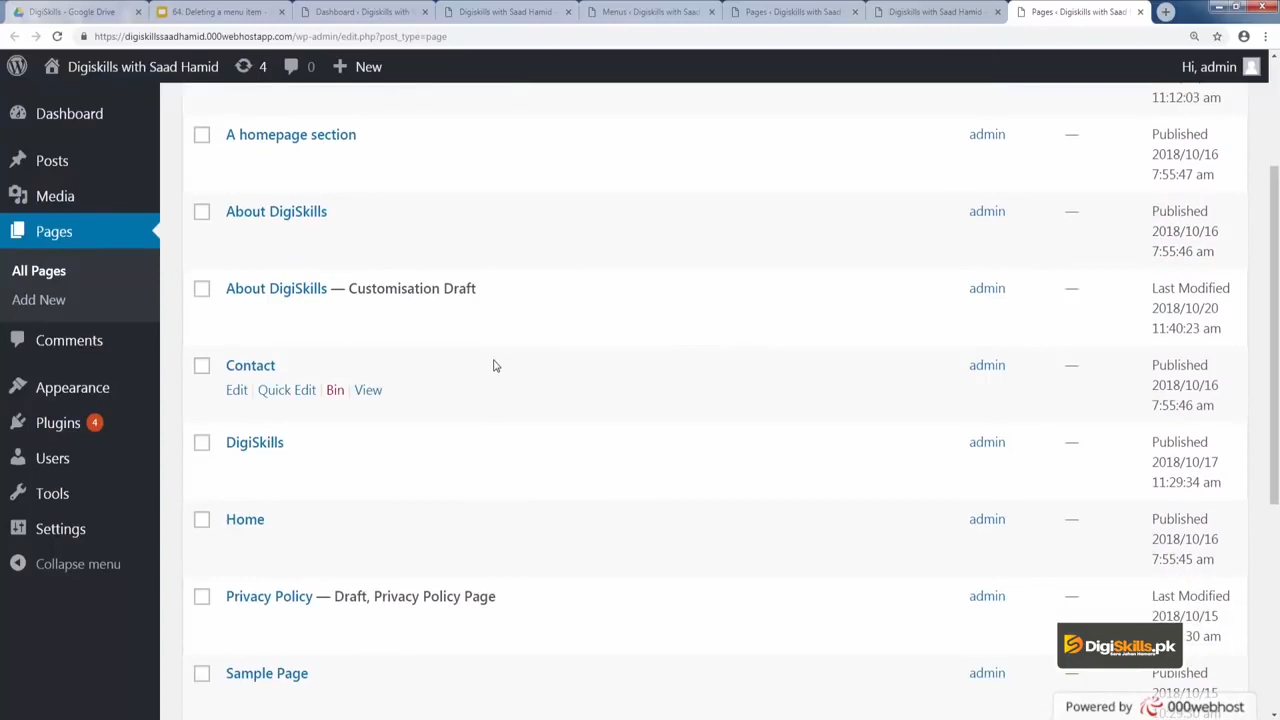 DigiSkills - Google Drive
64. Deleting a menu item -
Dashboard ‹ Digiskills with
Digiskills with Saad Hamid
Menus ‹ Digiskills with Saad
Pages ‹ Digiskills with Saad
Digiskills with Saad Hamid
Pages ‹ Digiskills with Saad
https://digiskillssaadhamid.000webhostapp.com/wp-admin/edit.php?post_type=page
Digiskills with Saad Hamid
4
0
New
Hi, admin
Dashboard
Posts
Media
Pages
All Pages
Add New
Comments
Appearance
Plugins 4
Users
Tools
Settings
Collapse menu
11:12:03 am
A homepage section
admin
—
Published
2018/10/16
7:55:47 am
About DigiSkills
admin
—
Published
2018/10/16
7:55:46 am
About DigiSkills — Customisation Draft
admin
—
Last Modified
2018/10/20
11:40:23 am
Contact
Edit | Quick Edit | Bin | View
admin
—
Published
2018/10/16
7:55:46 am
DigiSkills
admin
—
Published
2018/10/17
11:29:34 am
Home
admin
—
Published
2018/10/16
7:55:45 am
Privacy Policy — Draft, Privacy Policy Page
admin
—
Last Modified
2018/10/15
30 am
Sample Page
admin
—
Published
2018/10/15
DigiSkills.pk
Powered by 000webhost